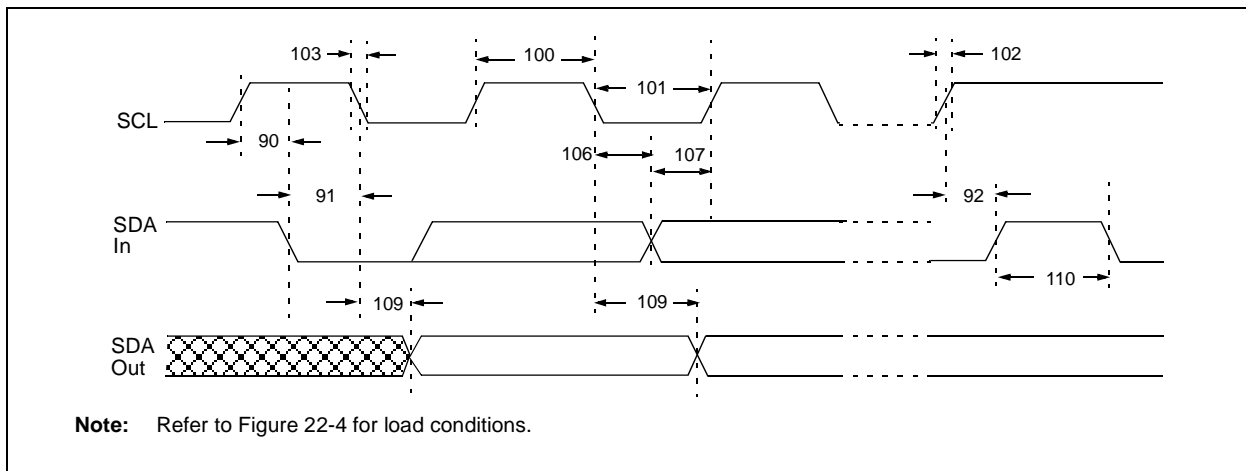 103
100
102
101
SCL
90
106
107
91
92
SDA
In
110
109
109
SDA
Out
Note: Refer to Figure 22-4 for load conditions.